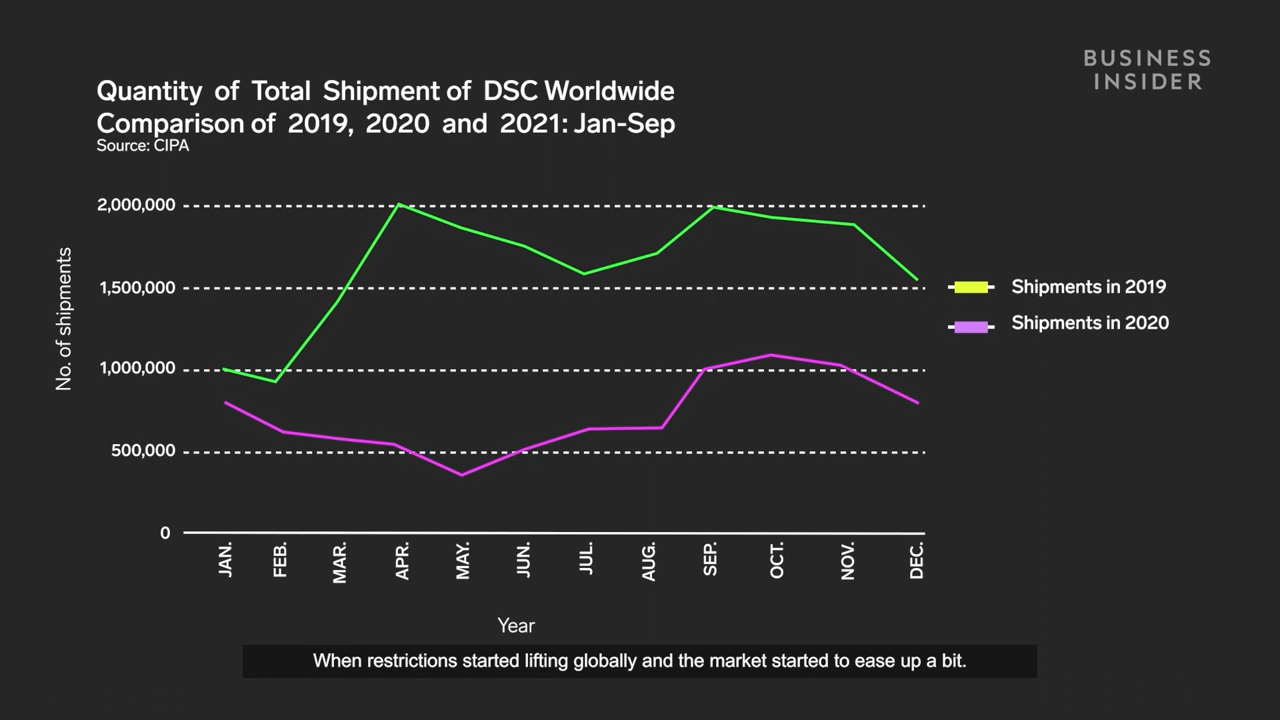 BUSINESS
INSIDER
Quantity of Total Shipment of DSC Worldwide
Comparison of 2019, 2020 and 2021: Jan-Sep
Source: CIPA
No. of shipments
2,000,000
1,500,000
1,000,000
500,000
0
Shipments in 2019
Shipments in 2020
JAN.
FEB.
MAR.
APR.
MAY.
JUN.
JUL.
AUG.
SEP.
OCT.
NOV.
DEC.
Year
When restrictions started lifting globally and the market started to ease up a bit.